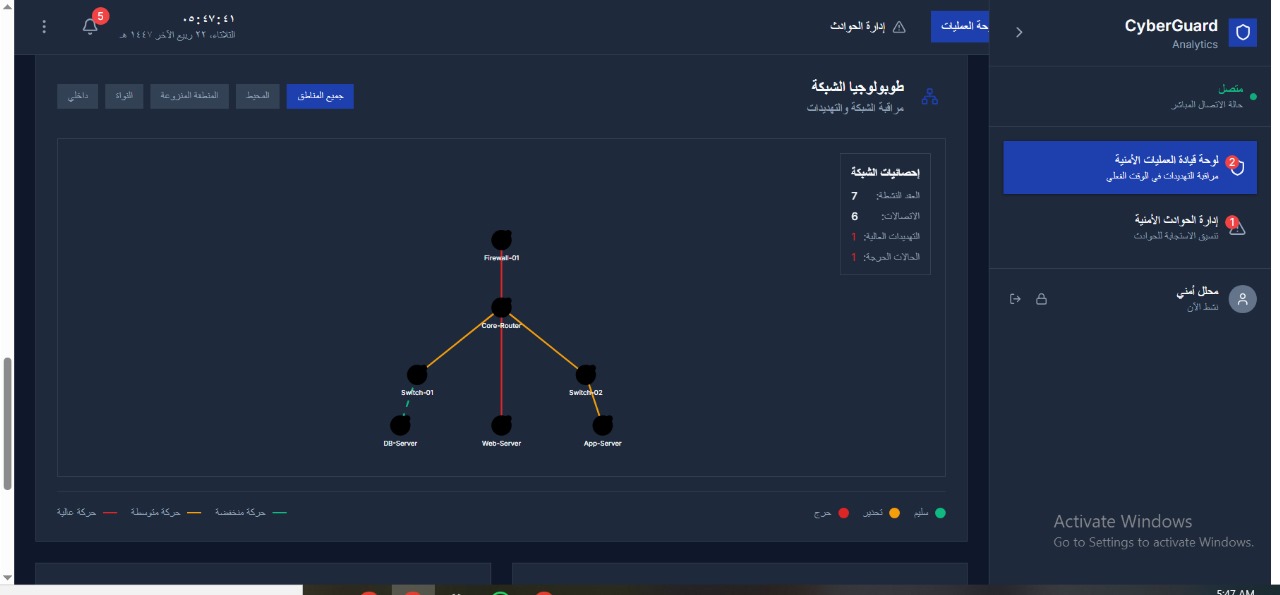 CyberGuard
Analytics
متصل
حالة الاتصال المباشر
2
لوحة قيادة العمليات الأمنية
مراقبة التهديدات في الوقت الفعلي
1
إدارة الحوادث الأمنية
تنسيق الاستجابة للحوادث
محلل أمني
نشط الآن
حة العمليات
إدارة الحوادث
5
٠٥:٤٧:٤١
الثلاثاء، ٢٢ ربيع الآخر ١٤٤٧ هـ
طوبولوجيا الشبكة
مراقبة الشبكة والتهديدات
جميع المناطق
المحيط
المنطقة المنزوعة
النواة
داخلي
إحصائيات الشبكة
العقد النشطة: 7
الاتصالات: 6
التهديدات العالية: 1
الحالات الحرجة: 1
Firewall-01
Core-Router
Switch-01
Switch-02
DB-Server
Web-Server
App-Server
سليم
تحذير
حرج
حركة منخفضة
حركة متوسطة
حركة عالية
Activate Windows
Go to Settings to activate Windows.
5:47 AM